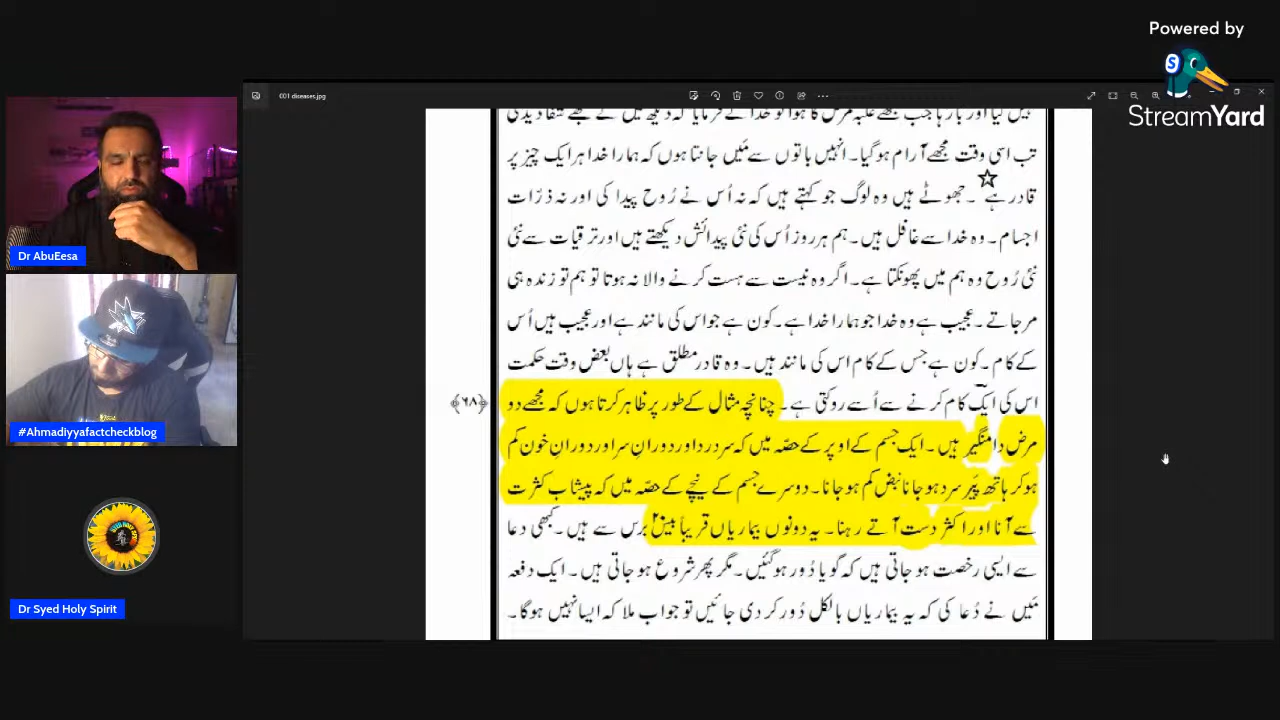 Powered by
StreamYard
001 diseases.jpg
تب اسی وقت مجھے آرام ہوگیا۔ انہیں باتوں سے مَیں جانتا ہوں کہ ہمارا خدا ہر ایک چیز پر
قادر ہے☆۔ جھوٹے ہیں وہ لوگ جو کہتے ہیں کہ نہ اُس نے رُوح پیدا کی اور نہ ذرّات
اجسام۔ وہ خدا سے غافل ہیں۔ ہم ہر روز اُس کی نئی پیدائش دیکھتے ہیں اور ترقیات سے نئی
نئی رُوح وہ ہم میں پھونکتا ہے۔ اگر وہ نیست سے ہست کرنے والا نہ ہوتا تو ہم تو زندہ ہی
مر جاتے۔ عجیب ہے وہ خدا جو ہمارا خدا ہے۔ کون ہے جو اس کی مانند ہے اور عجیب ہیں اُس
کے کام۔ کون ہے جس کے کام اس کی مانند ہیں۔ وہ قادر مطلق ہے ہاں بعض وقت حکمت
اس کی ایک کام کرنے سے اُسے روکتی ہے۔ چنانچہ مثال کے طور پر ظاہر کرتا ہوں کہ مجھے دو
﴿۶۸﴾
مرض دامنگیر ہیں۔ ایک جسم کے اوپر کے حصّہ میں کہ سر درد اور دورانِ سر اور دورانِ خون کم
ہو کر ہاتھ پَیر سرد ہو جانا نبض کم ہو جانا۔ دوسرے جسم کے نیچے کے حصّہ میں کہ پیشاب کثرت
سے آنا اور اکثر دست آتے رہنا۔ یہ دونوں بیماریاں قریباً بیس۲۰ برس سے ہیں۔ کبھی دعا
سے ایسی رخصت ہو جاتی ہیں کہ گویا دُور ہوگئیں۔ مگر پھر شروع ہو جاتی ہیں۔ ایک دفعہ
مَیں نے دُعا کی کہ یہ بیماریاں بالکل دُور کر دی جائیں تو جواب ملا کہ ایسا نہیں ہوگا۔
Dr AbuEesa
#Ahmadiyyafactcheckblog
Dr Syed Holy Spirit